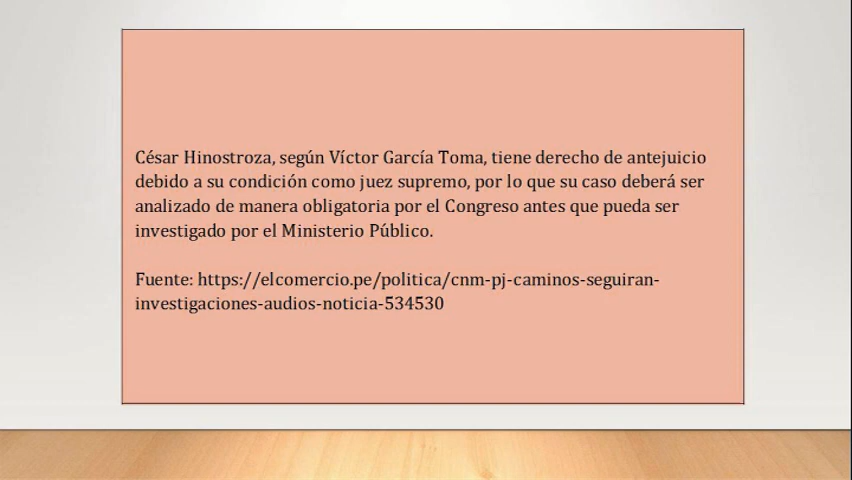 César Hinostroza, según Víctor García Toma, tiene derecho de antejuicio
debido a su condición como juez supremo, por lo que su caso deberá ser
analizado de manera obligatoria por el Congreso antes que pueda ser
investigado por el Ministerio Público.
Fuente: https://elcomercio.pe/politica/cnm-pj-caminos-seguiran-
investigaciones-audios-noticia-534530